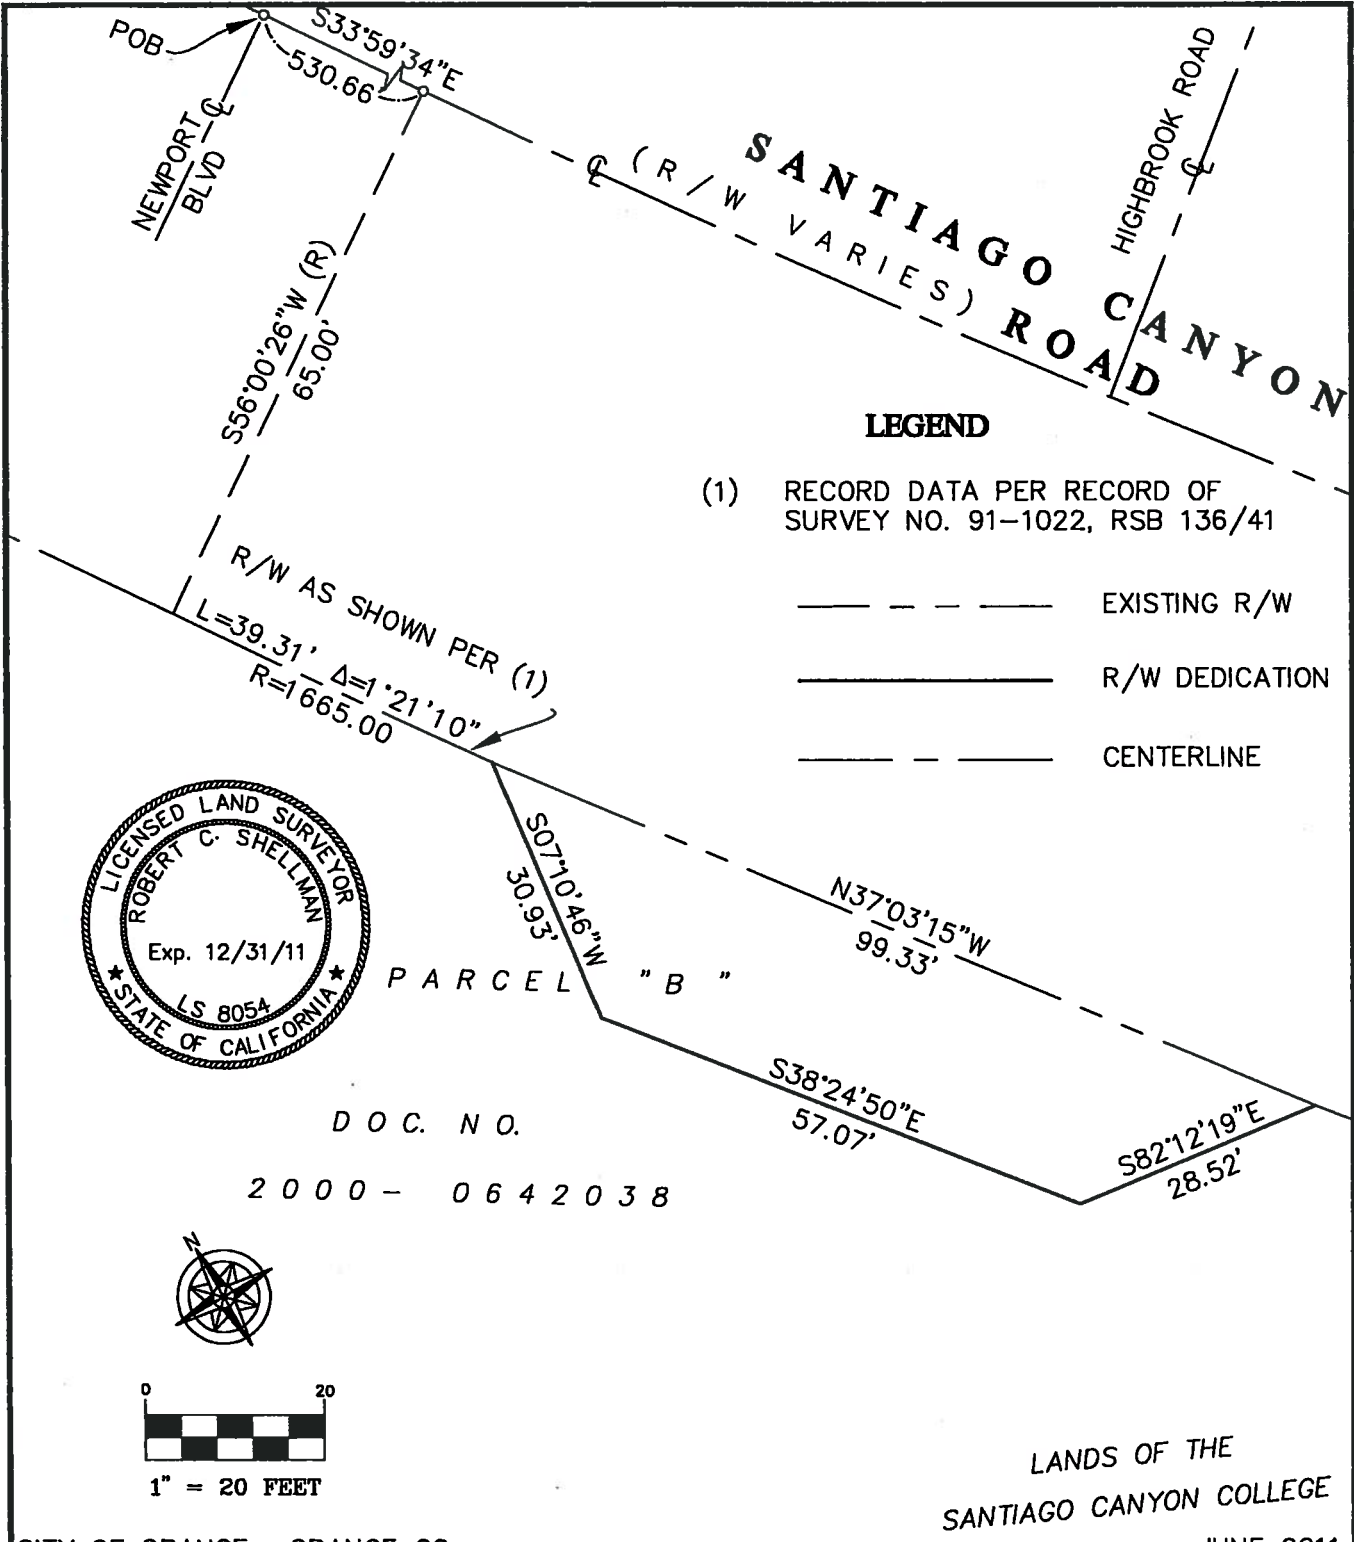 POB
S33°59'34"E
530.66
NEWPORT
BLVD
HIGHBROOK ROAD
SANTIAGO CANYON
(R/W VARIES) ROAD
S56°00'26"W (R)
65.00'
LEGEND
(1) RECORD DATA PER RECORD OF
SURVEY NO. 91-1022, RSB 136/41
EXISTING R/W
R/W DEDICATION
CENTERLINE
R/W AS SHOWN PER (1)
L=39.31' Δ=1°21'10"
R=1665.00
LICENSED LAND SURVEYOR
ROBERT C. SHELLMAN
Exp. 12/31/11
LS 8054
STATE OF CALIFORNIA
S07°10'46"W
30.93'
N37°03'15"W
99.33'
PARCEL "B"
S38°24'50"E
57.07'
S82°12'19"E
28.52'
DOC. NO.
2000- 0642038
N
0 20
1" = 20 FEET
LANDS OF THE
SANTIAGO CANYON COLLEGE